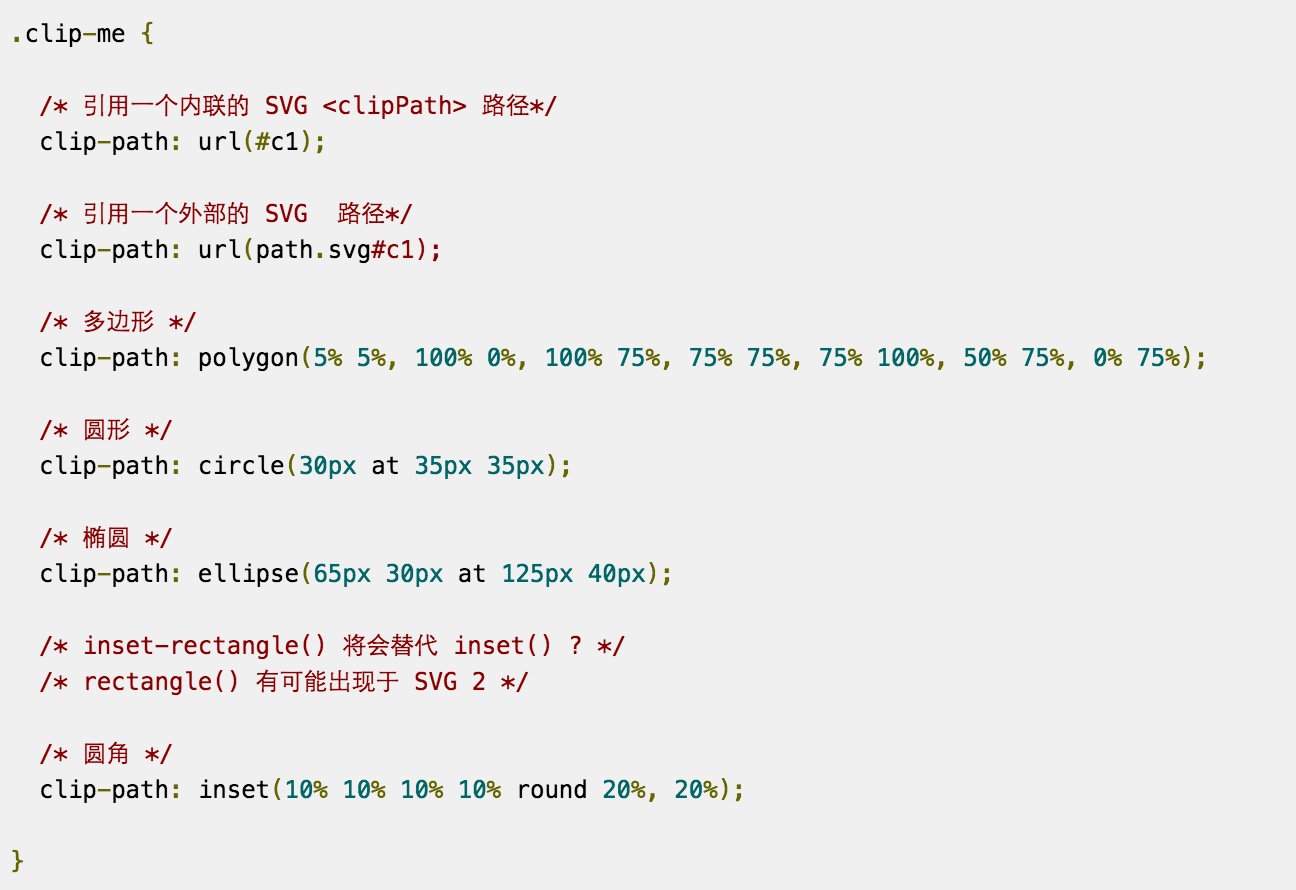 .clip-me {
/* 引用一个内联的 SVG <clipPath> 路径*/
clip-path: url(#c1);
/* 引用一个外部的 SVG  路径*/
clip-path: url(path.svg#c1);
/* 多边形 */
clip-path: polygon(5% 5%, 100% 0%, 100% 75%, 75% 75%, 75% 100%, 50% 75%, 0% 75%);
/* 圆形 */
clip-path: circle(30px at 35px 35px);
/* 椭圆 */
clip-path: ellipse(65px 30px at 125px 40px);
/* inset-rectangle() 将会替代 inset() ? */
/* rectangle() 有可能出现于 SVG 2 */
/* 圆角 */
clip-path: inset(10% 10% 10% 10% round 20%, 20%);
}